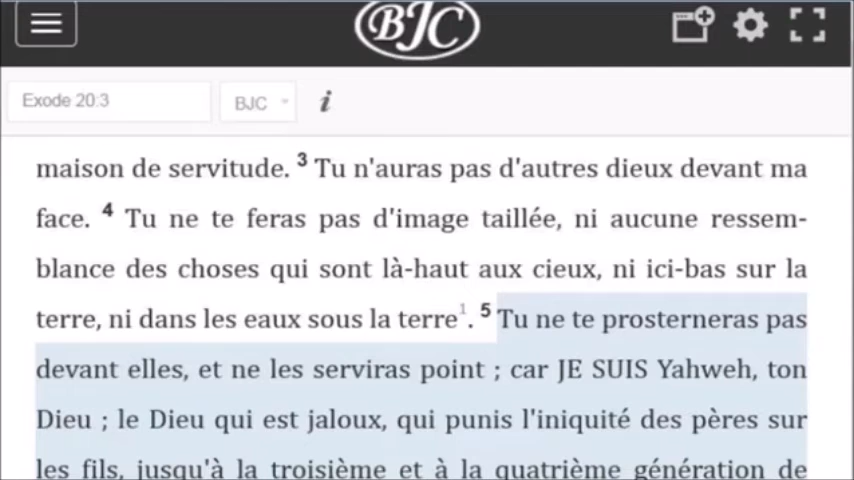 BJC
Exode 20:3
BJC
i
maison de servitude. 3 Tu n'auras pas d'autres dieux devant ma
face. 4 Tu ne te feras pas d'image taillée, ni aucune ressem-
blance des choses qui sont là-haut aux cieux, ni ici-bas sur la
terre, ni dans les eaux sous la terre1. 5 Tu ne te prosterneras pas
devant elles, et ne les serviras point ; car JE SUIS Yahweh, ton
Dieu ; le Dieu qui est jaloux, qui punis l'iniquité des pères sur
les fils, jusqu'à la troisième et à la quatrième génération de